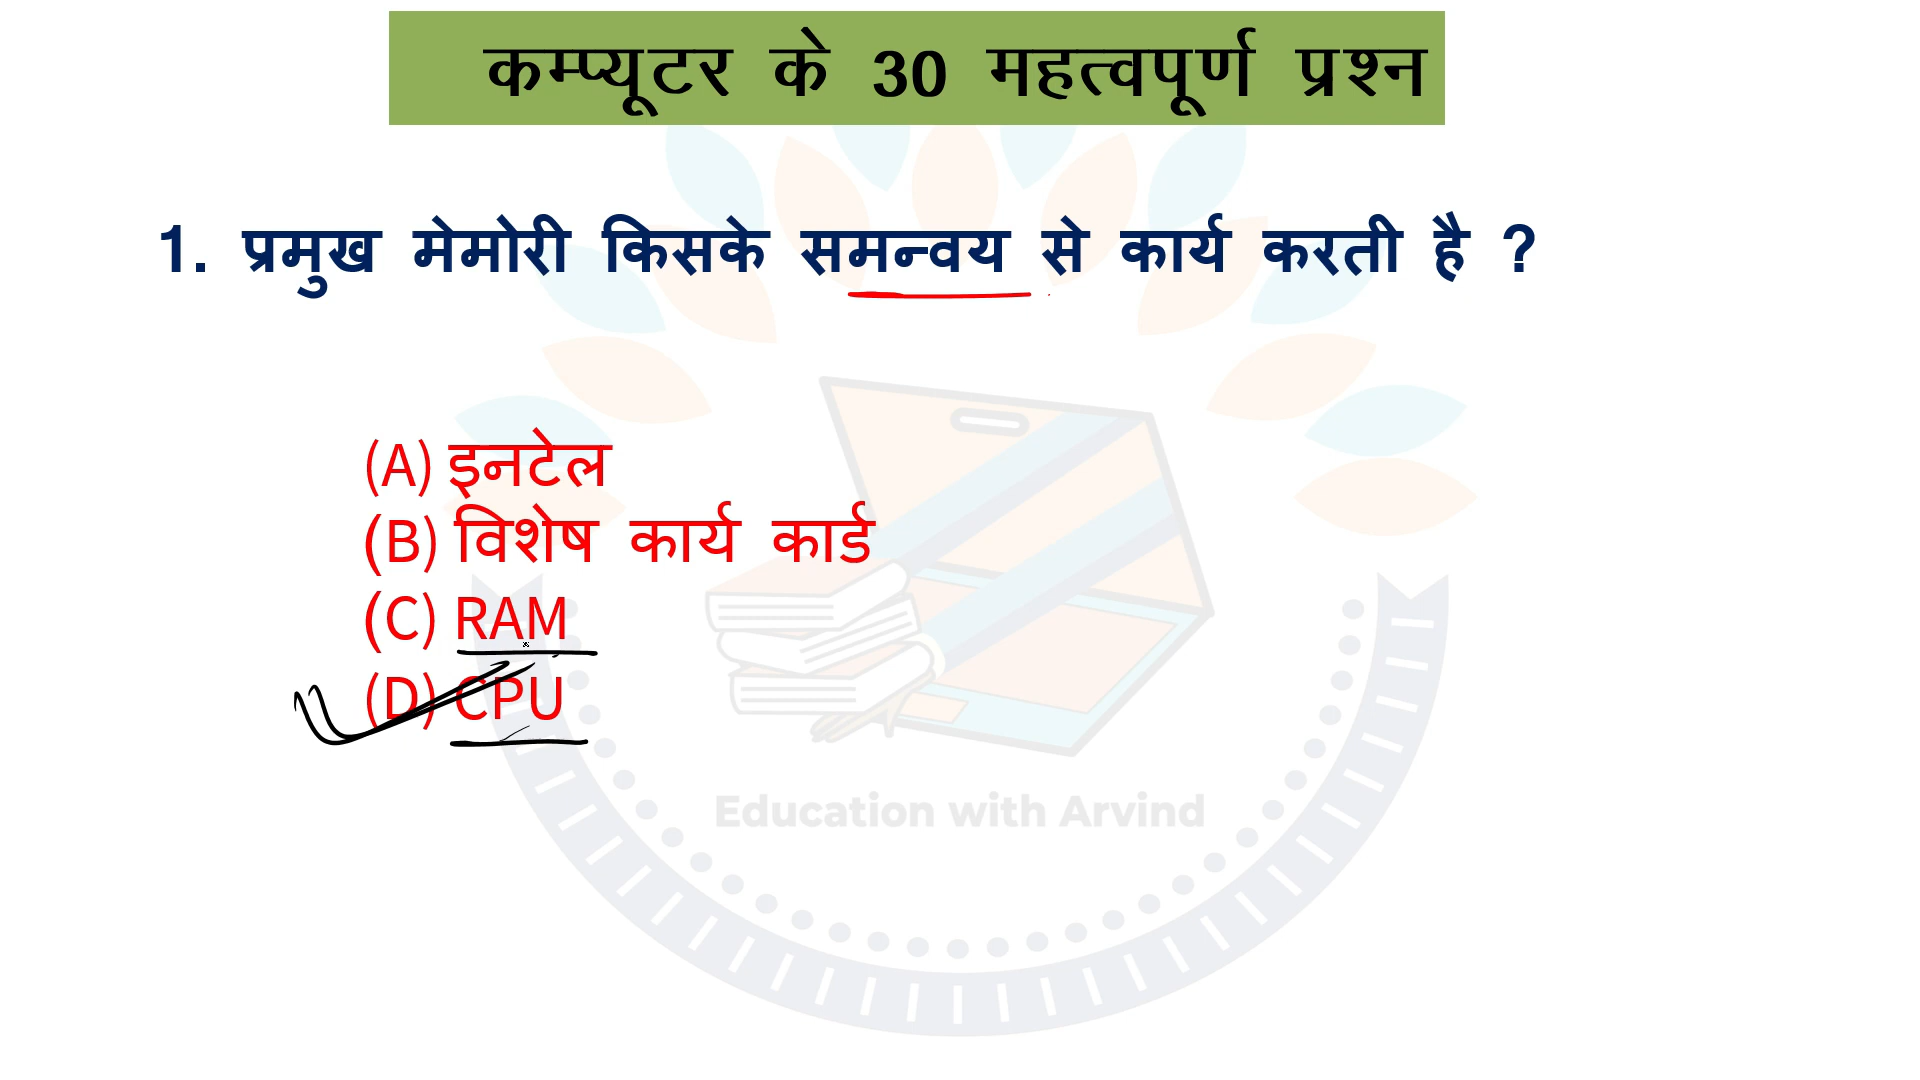 कम्प्यूटर के 30 महत्वपूर्ण प्रश्न
1. प्रमुख मेमोरी किसके समन्वय से कार्य करती है ?
(A) इनटेल
(B) विशेष कार्य कार्ड
(C) RAM
(D) CPU
Education with Arvind